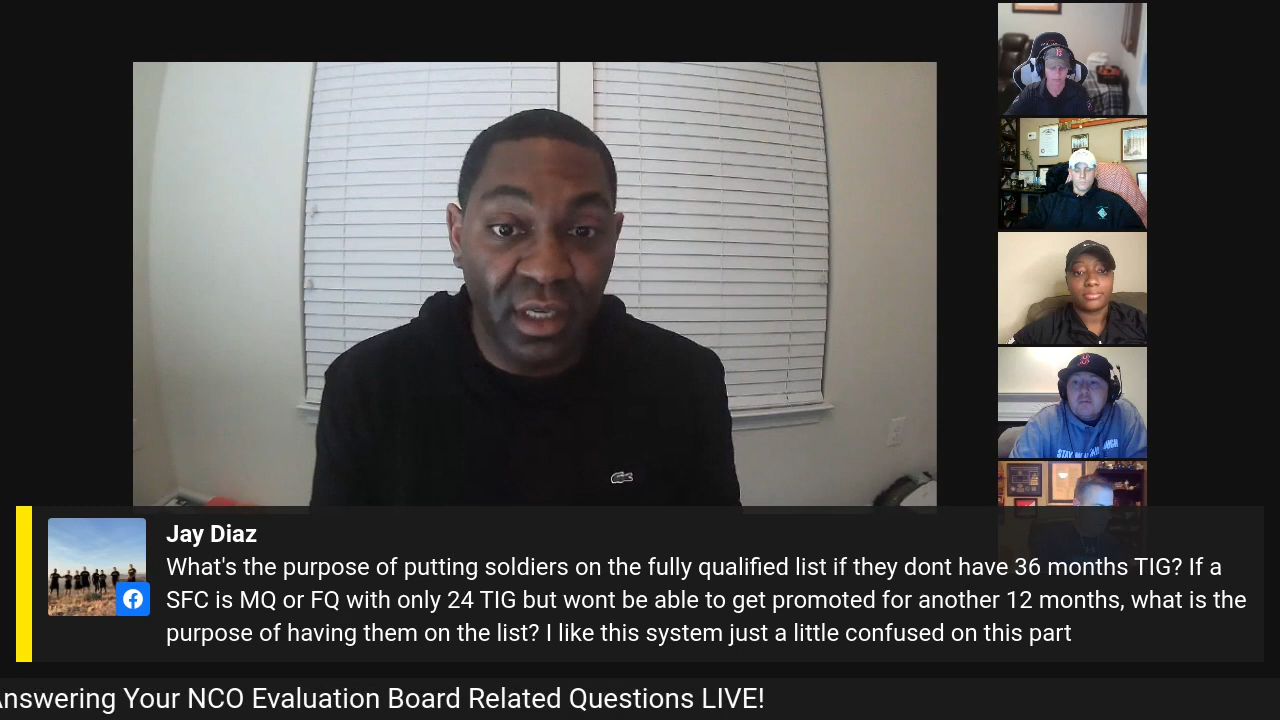 Jay Diaz
What's the purpose of putting soldiers on the fully qualified list if they dont have 36 months TIG? If a
SFC is MQ or FQ with only 24 TIG but wont be able to get promoted for another 12 months, what is the
purpose of having them on the list? I like this system just a little confused on this part
Answering Your NCO Evaluation Board Related Questions LIVE!